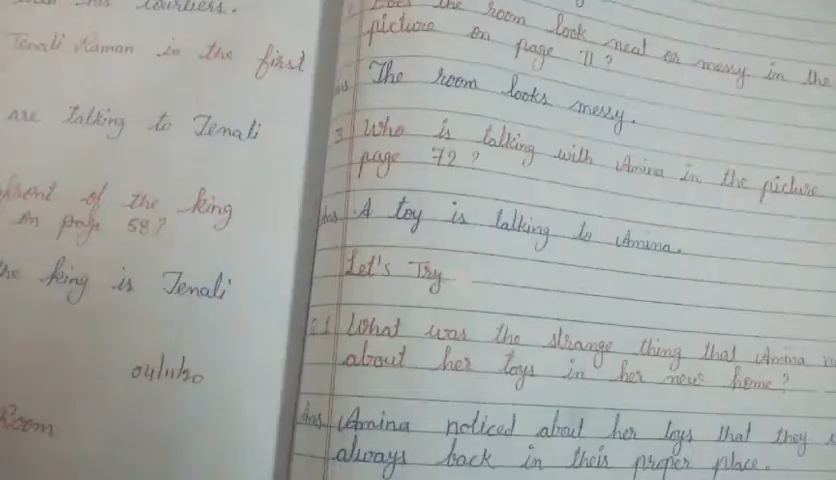 courtiers.
Tenali Raman in the first
are talking to Tenali
front of the king
on page 58?
the king is Tenali
04/11/20
Room
the room look neat or messy in the
picture on page 71?
Ans The room looks messy.
3 Who is talking with Amina in the picture
page 72?
Ans A toy is talking to Amina.
Let's Try
1 What was the strange thing that Amina
about her toys in her new home?
Ans Amina noticed about her toys that they
always back in their proper place.